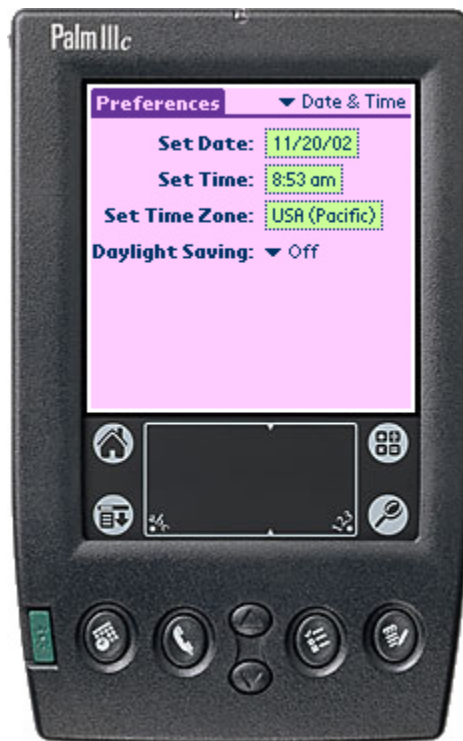 Palm IIIc
Preferences Date & Time
Set Date: 11/20/02
Set Time: 8:53 am
Set Time Zone: USA (Pacific)
Daylight Saving: Off
123